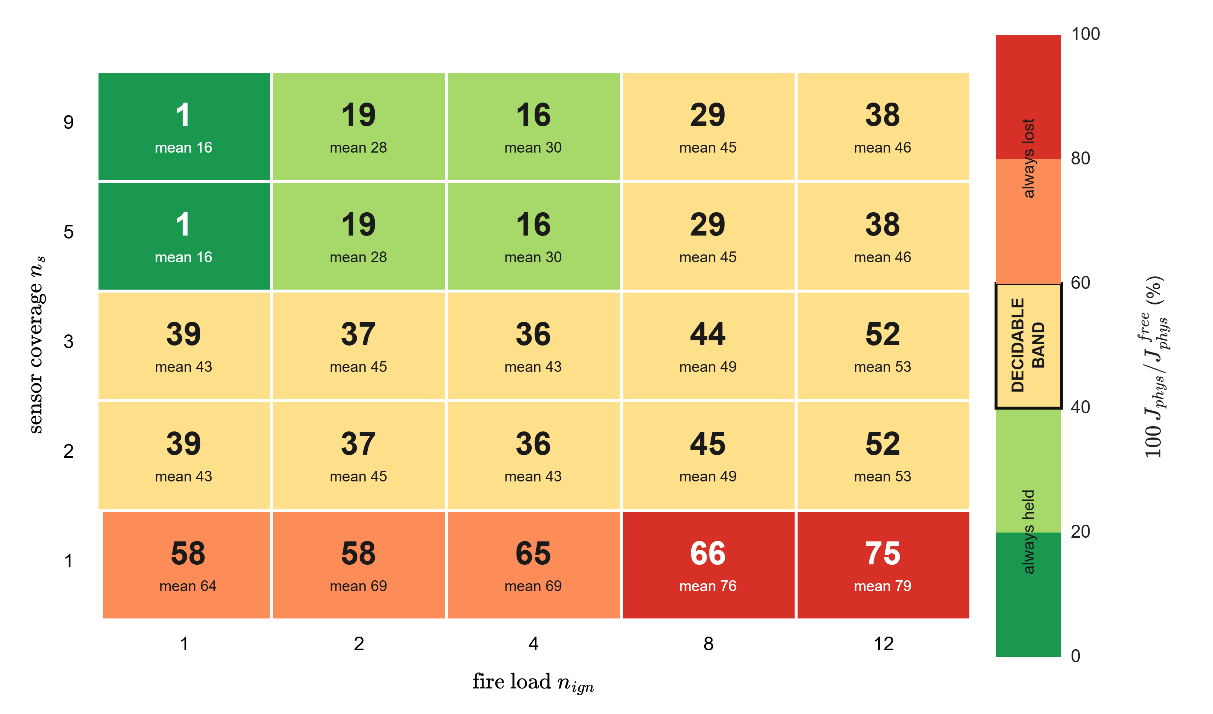 100
9
1
19
16
29
38
mean 16
mean 28
mean 30
mean 45
mean 46
always lost
80
5
1
19
16
29
38
mean 16
mean 28
mean 30
mean 45
mean 46
60
sensor coverage n_s
3
39
37
36
44
52
mean 43
mean 45
mean 43
mean 49
mean 53
DECIDABLE
BAND
100 J_phys / J_phys^free (%)
40
2
39
37
36
45
52
mean 43
mean 45
mean 43
mean 49
mean 53
always held
20
1
58
58
65
66
75
mean 64
mean 69
mean 69
mean 76
mean 79
0
1
2
4
8
12
fire load n_ign